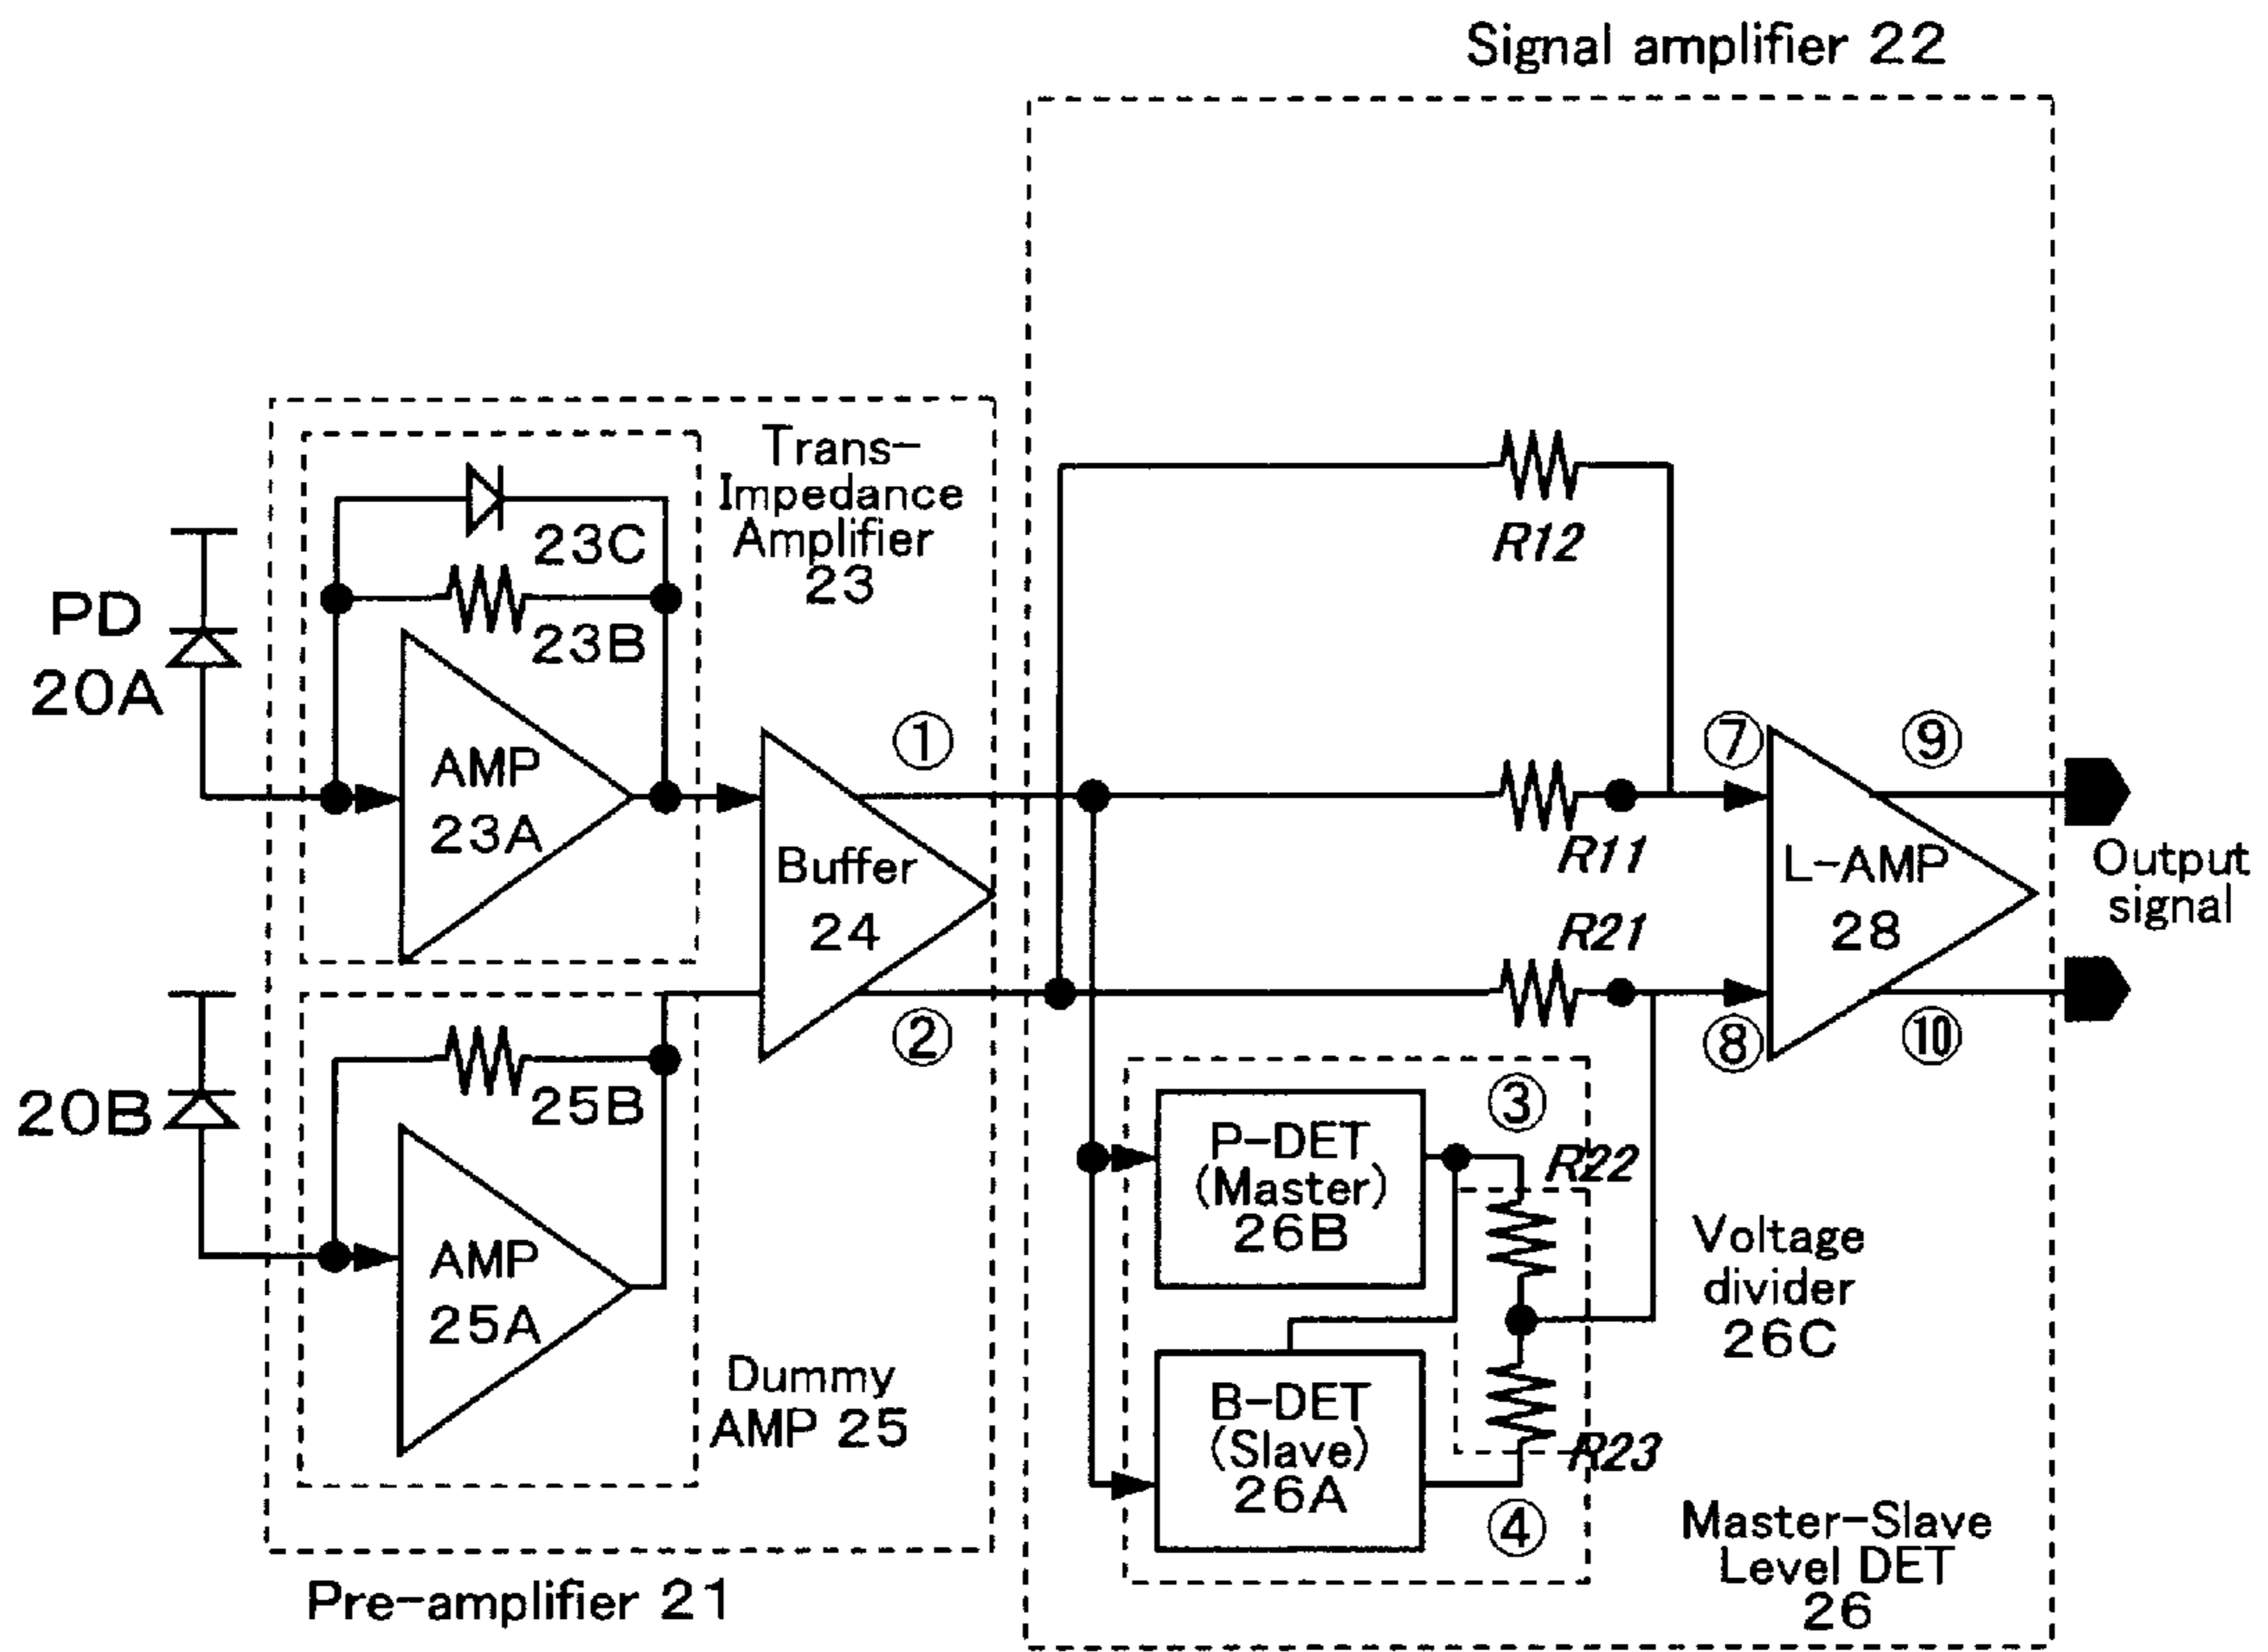 Signal amplifier 22
Trans-
Impedance
Amplifier
23
23C
23B
PD
20A
AMP
23A
Buffer
24
①
②
R12
R11
R21
⑦
⑧
L-AMP
28
⑨
⑩
Output
signal
20B
25B
AMP
25A
Dummy
AMP 25
Pre-amplifier 21
P-DET
(Master)
26B
③
R22
Voltage
divider
26C
B-DET
(Slave)
26A
R23
④
Master-Slave
Level DET
26